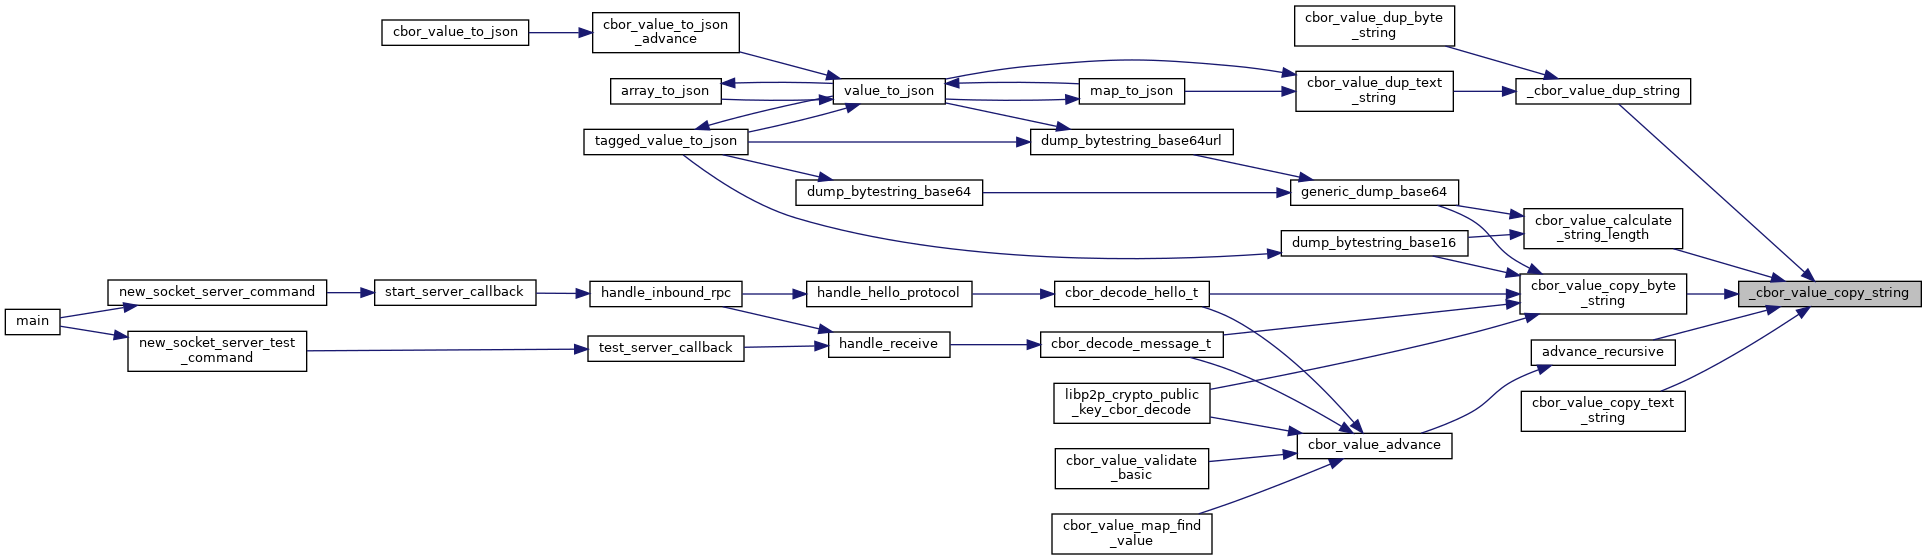 cbor_value_to_json
cbor_value_to_json
_advance
cbor_value_dup_byte
_string
array_to_json
value_to_json
map_to_json
cbor_value_dup_text
_string
_cbor_value_dup_string
tagged_value_to_json
dump_bytestring_base64url
dump_bytestring_base64
generic_dump_base64
cbor_value_calculate
_string_length
dump_bytestring_base16
main
new_socket_server_command
start_server_callback
handle_inbound_rpc
handle_hello_protocol
cbor_decode_hello_t
cbor_value_copy_byte
_string
_cbor_value_copy_string
new_socket_server_test
_command
test_server_callback
handle_receive
cbor_decode_message_t
advance_recursive
libp2p_crypto_public
_key_cbor_decode
cbor_value_copy_text
_string
cbor_value_advance
cbor_value_validate
_basic
cbor_value_map_find
_value